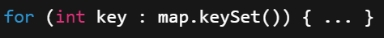 for (int key : map.keySet()) { ... }